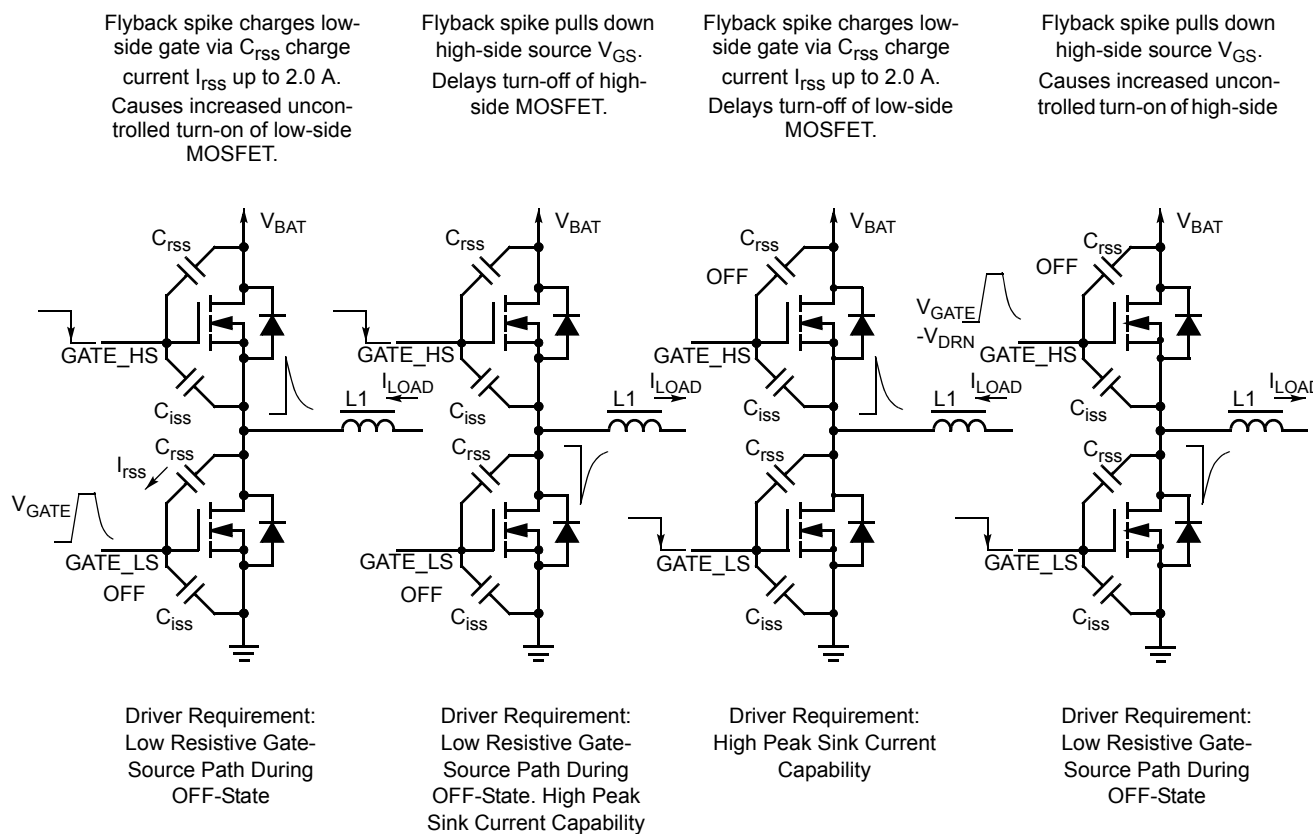 Flyback spike charges low-
side gate via Crss charge
current Irss up to 2.0 A.
Causes increased uncon-
trolled turn-on of low-side
MOSFET.
Flyback spike pulls down
high-side source VGS.
Delays turn-off of high-
side MOSFET.
Flyback spike charges low-
side gate via Crss charge
current Irss up to 2.0 A.
Delays turn-off of low-side
MOSFET.
Flyback spike pulls down
high-side source VGS.
Causes increased uncon-
trolled turn-on of high-side
VBAT
Crss
GATE_HS
Ciss
ILOAD
L1
Crss
Irss
VGATE
GATE_LS
OFF
Ciss
VBAT
Crss
GATE_HS
Ciss
ILOAD
L1
Crss
GATE_LS
OFF
Ciss
VBAT
Crss
OFF
GATE_HS
Ciss
ILOAD
L1
Crss
GATE_LS
Ciss
VBAT
Crss
OFF
VGATE
-VDRN
GATE_HS
Ciss
ILOAD
L1
Crss
GATE_LS
Ciss
Driver Requirement:
Low Resistive Gate-
Source Path During
OFF-State
Driver Requirement:
Low Resistive Gate-
Source Path During
OFF-State. High Peak
Sink Current Capability
Driver Requirement:
High Peak Sink Current
Capability
Driver Requirement:
Low Resistive Gate-
Source Path During
OFF-State